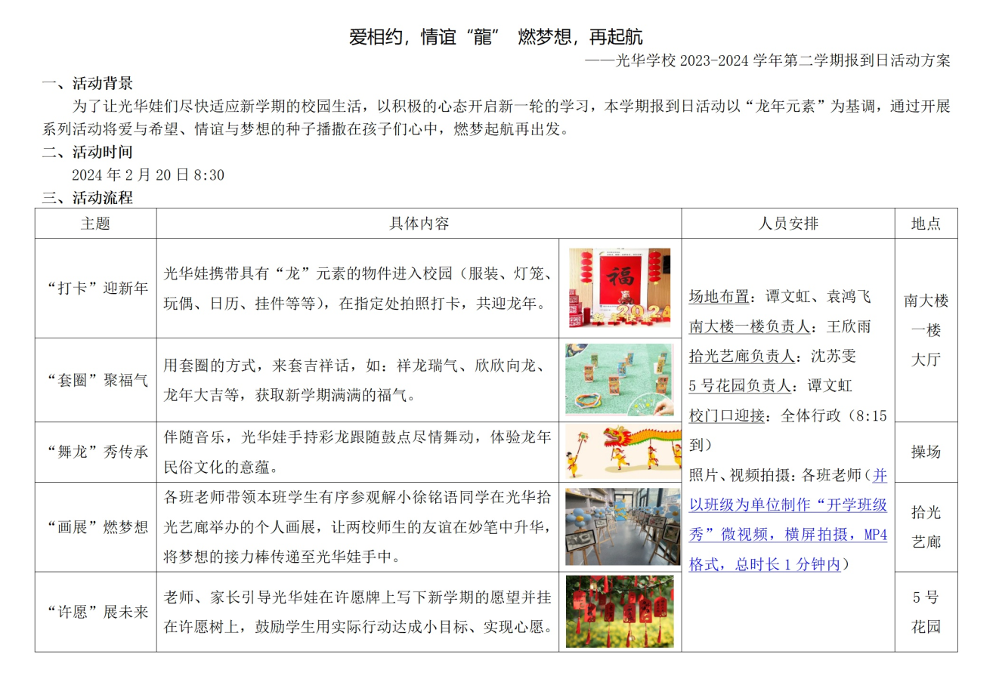 爱相约，情谊“龍” 燃梦想，再起航
——光华学校 2023-2024 学年第二学期报到日活动方案
一、活动背景
为了让光华娃们尽快适应新学期的校园生活，以积极的心态开启新一轮的学习，本学期报到日活动以“龙年元素”为基调，通过开展
系列活动将爱与希望、情谊与梦想的种子播撒在孩子们心中，燃梦起航再出发。
二、活动时间
2024 年 2 月 20 日 8:30
三、活动流程
主题
具体内容
人员安排
地点
“打卡”迎新年
光华娃携带具有“龙”元素的物件进入校园（服装、灯笼、
玩偶、日历、挂件等等），在指定处拍照打卡，共迎龙年。
福
2024
“套圈”聚福气
用套圈的方式，来套吉祥话，如：祥龙瑞气、欣欣向龙、
龙年大吉等，获取新学期满满的福气。
“舞龙”秀传承
伴随音乐，光华娃手持彩龙跟随鼓点尽情舞动，体验龙年
民俗文化的意蕴。
“画展”燃梦想
各班老师带领本班学生有序参观解小徐铭语同学在光华拾
光艺廊举办的个人画展，让两校师生的友谊在妙笔中升华，
将梦想的接力棒传递至光华娃手中。
“许愿”展未来
老师、家长引导光华娃在许愿牌上写下新学期的愿望并挂
在许愿树上，鼓励学生用实际行动达成小目标、实现心愿。
场地布置：谭文虹、袁鸿飞
南大楼一楼负责人：王欣雨
拾光艺廊负责人：沈苏雯
5 号花园负责人：谭文虹
校门口迎接：全体行政（8:15
到）
照片、视频拍摄：各班老师（并
以班级为单位制作“开学班级
秀”微视频，横屏拍摄，MP4
格式，总时长 1 分钟内）
南大楼
一楼
大厅
操场
拾光
艺廊
5 号
花园